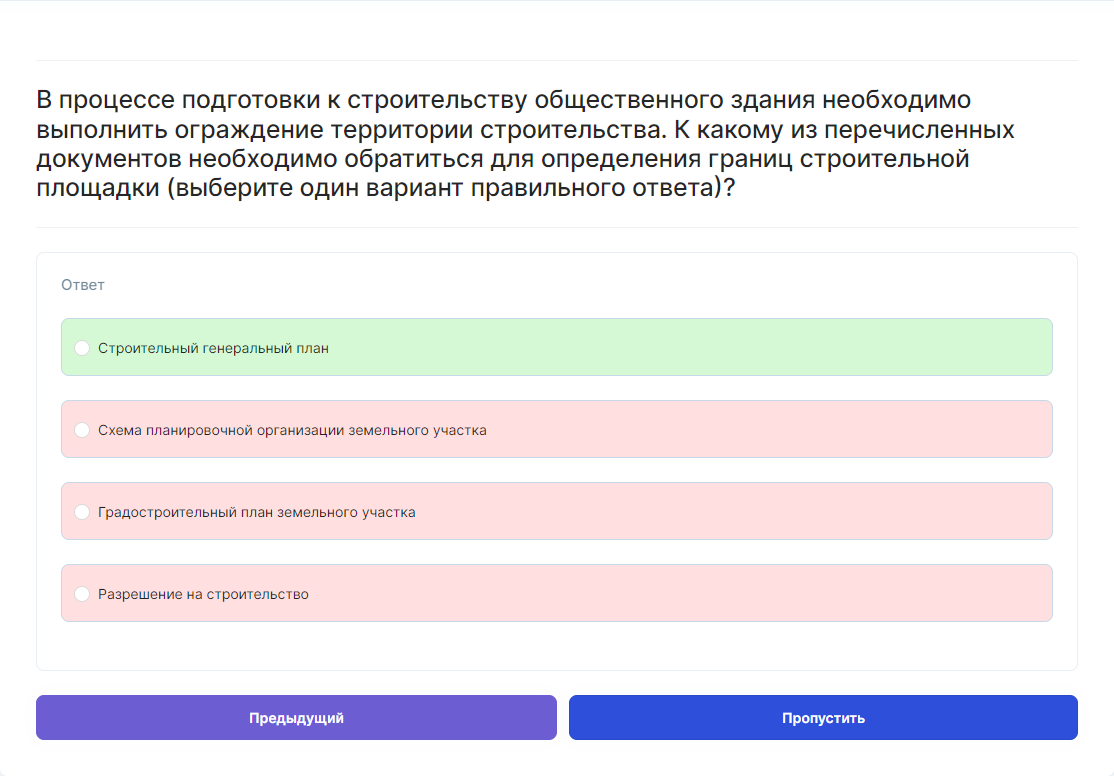 В процессе подготовки к строительству общественного здания необходимо
выполнить ограждение территории строительства. К какому из перечисленных
документов необходимо обратиться для определения границ строительной
площадки (выберите один вариант правильного ответа)?
Ответ
Строительный генеральный план
Схема планировочной организации земельного участка
Градостроительный план земельного участка
Разрешение на строительство
Предыдущий
Пропустить